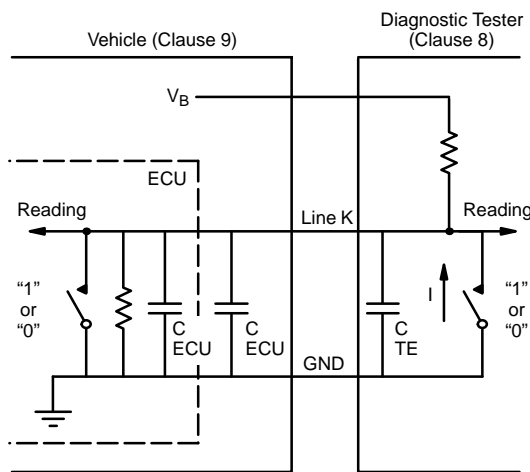 Vehicle (Clause 9)
Diagnostic Tester
(Clause 8)
VB
ECU
Reading
Line K
Reading
"1"
or
"0"
C
ECU
C
ECU
C
TE
I
"1"
or
"0"
GND